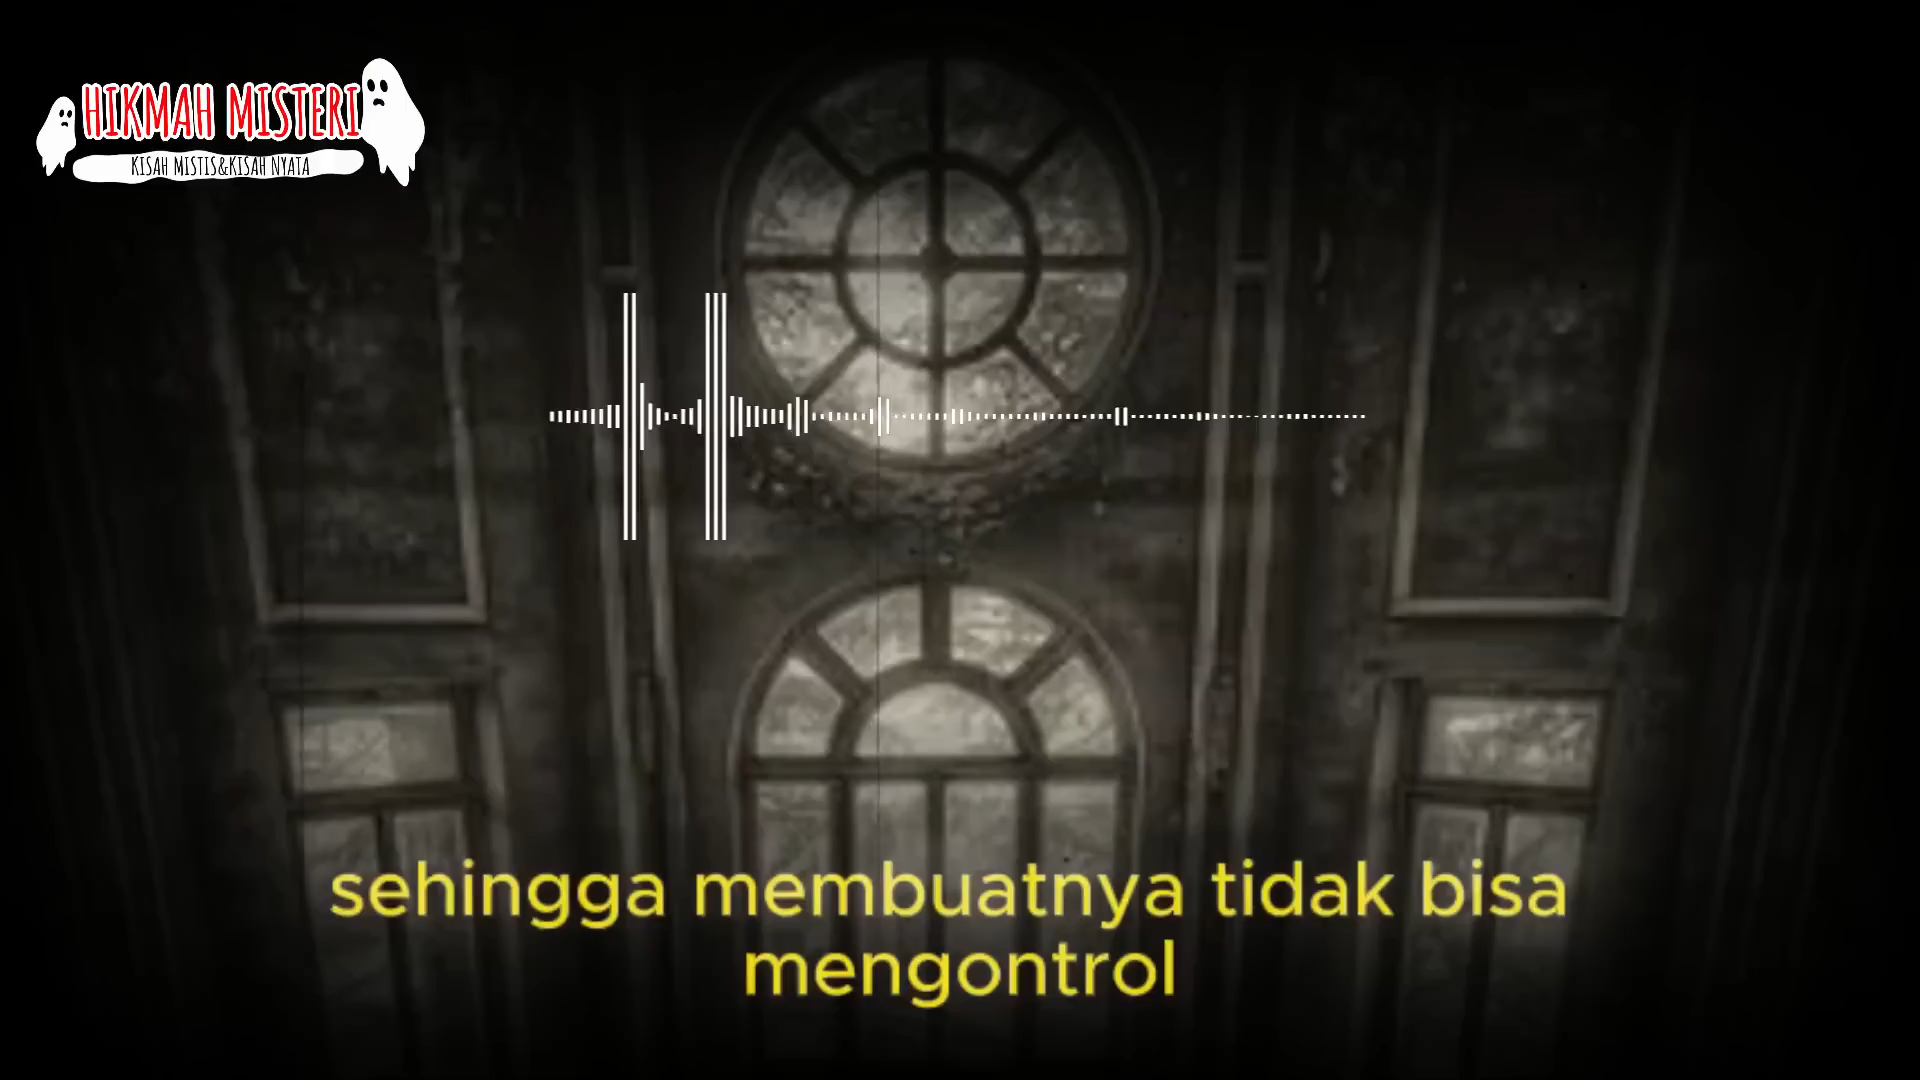 HIKMAH MISTERI
KISAH MISTIS&KISAH NYATA
sehingga membuatnya tidak bisa
mengontrol